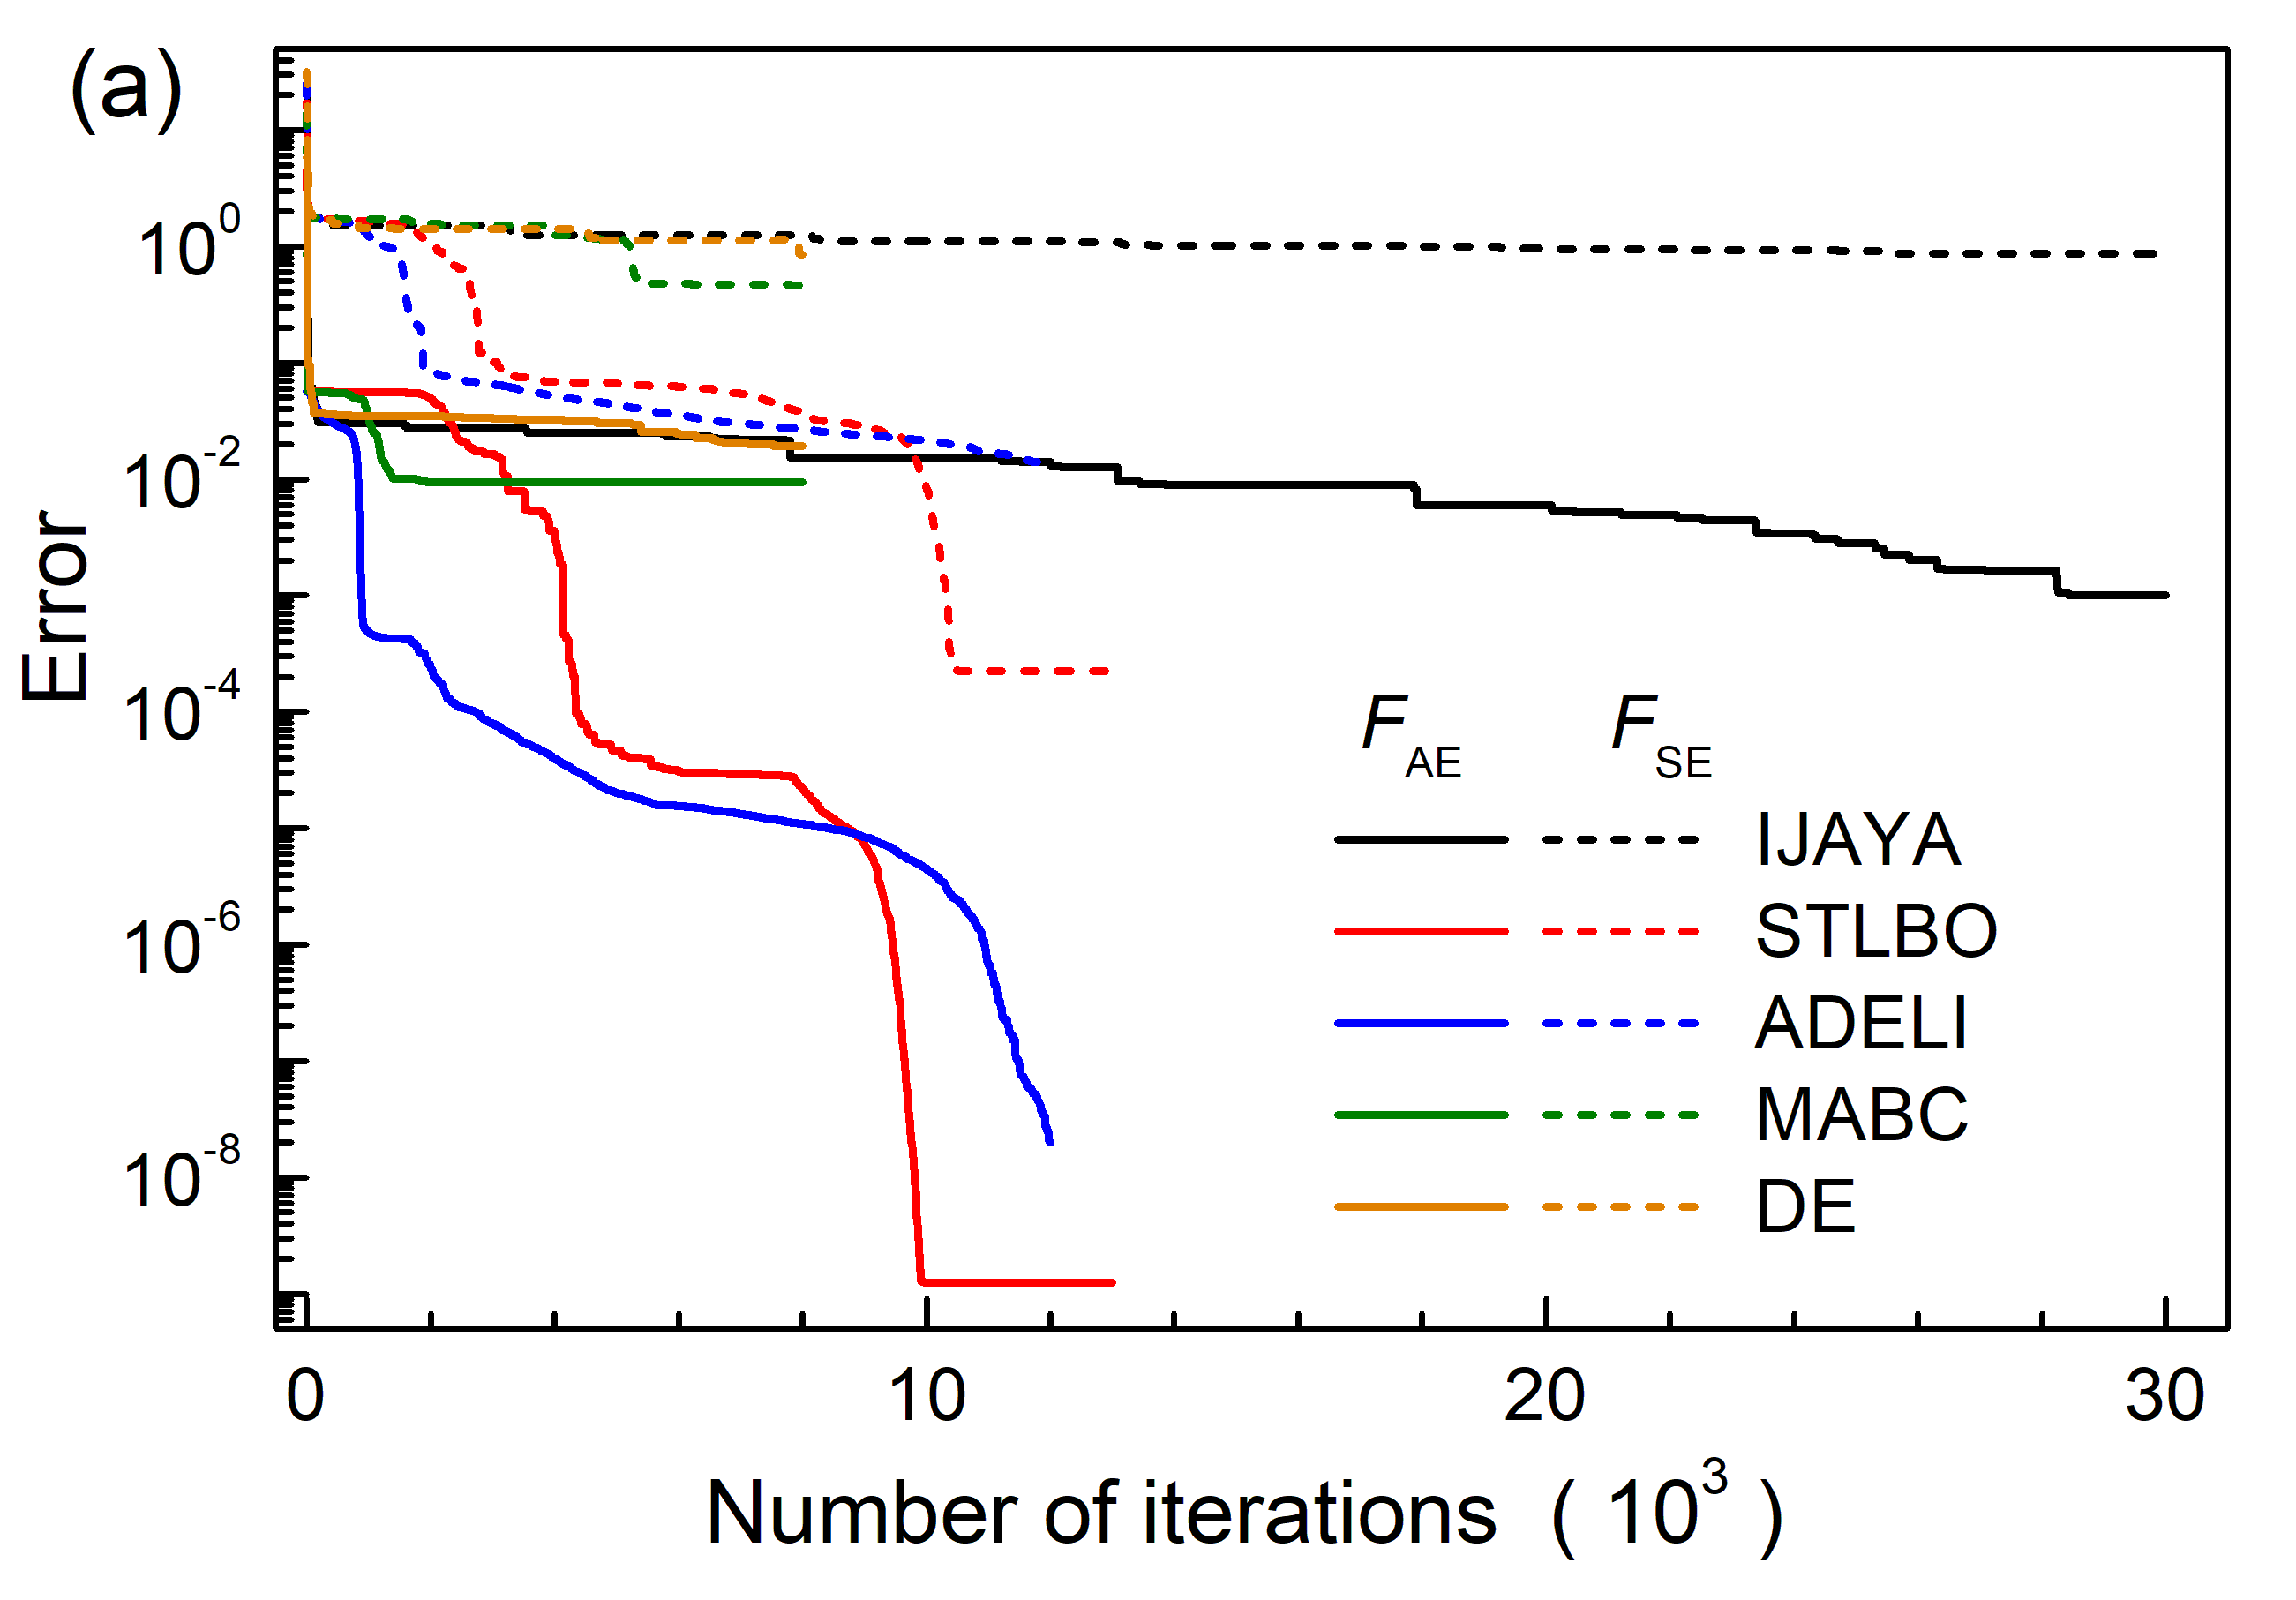 (a)
10^0
10^-2
10^-4
10^-6
10^-8
Error
F_AE F_SE
IJAYA
STLBO
ADELI
MABC
DE
0 10 20 30
Number of iterations ( 10^3 )